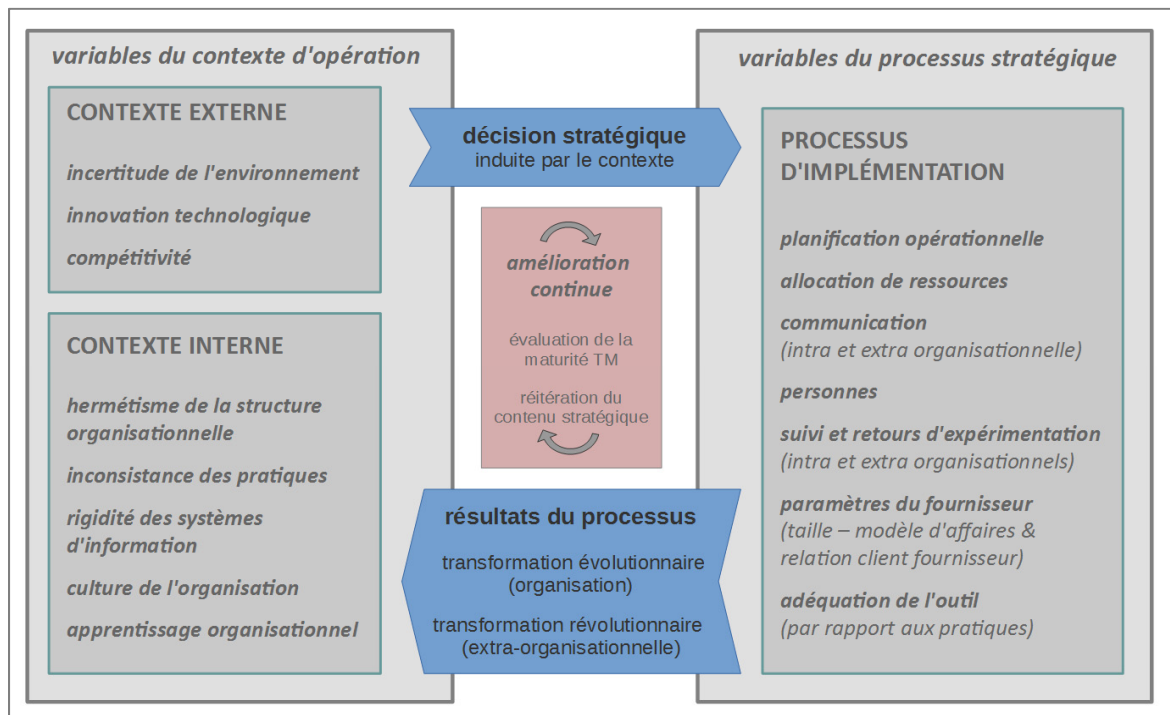 variables du contexte d'opération
CONTEXTE EXTERNE
incertitude de l'environnement
innovation technologique
compétitivité
CONTEXTE INTERNE
hermétisme de la structure
organisationnelle
inconsistance des pratiques
rigidité des systèmes
d'information
culture de l'organisation
apprentissage organisationnel
décision stratégique
induite par le contexte
amélioration
continue
évaluation de la
maturité TM
réitération du
contenu stratégique
résultats du processus
transformation évolutionnaire
(organisation)
transformation révolutionnaire
(extra-organisationnelle)
variables du processus stratégique
PROCESSUS
D'IMPLÉMENTATION
planification opérationnelle
allocation de ressources
communication
(intra et extra organisationnelle)
personnes
suivi et retours d'expérimentation
(intra et extra organisationnels)
paramètres du fournisseur
(taille – modèle d'affaires &
relation client fournisseur)
adéquation de l'outil
(par rapport aux pratiques)